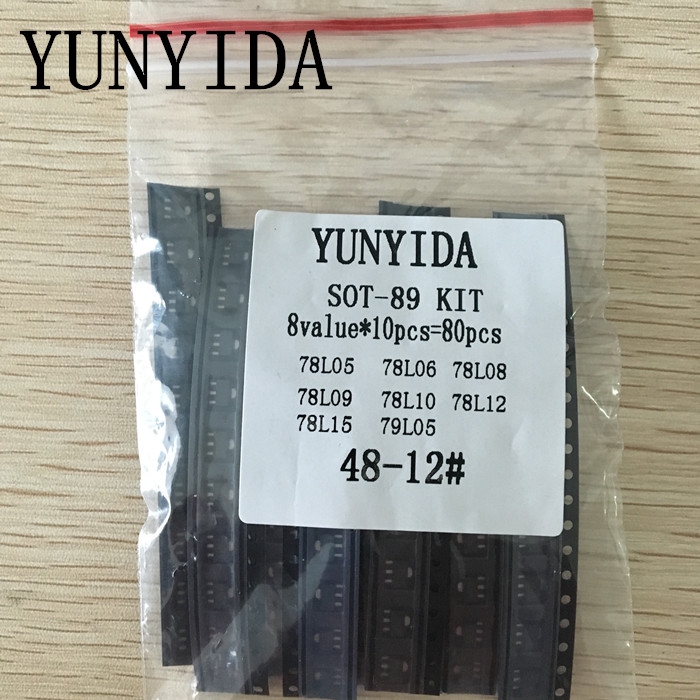 YUNYIDA
YUNYIDA
SOT-89 KIT
8value*10pcs=80pcs
78L05 78L06 78L08
78L09 78L10 78L12
78L15 79L05
48-12#